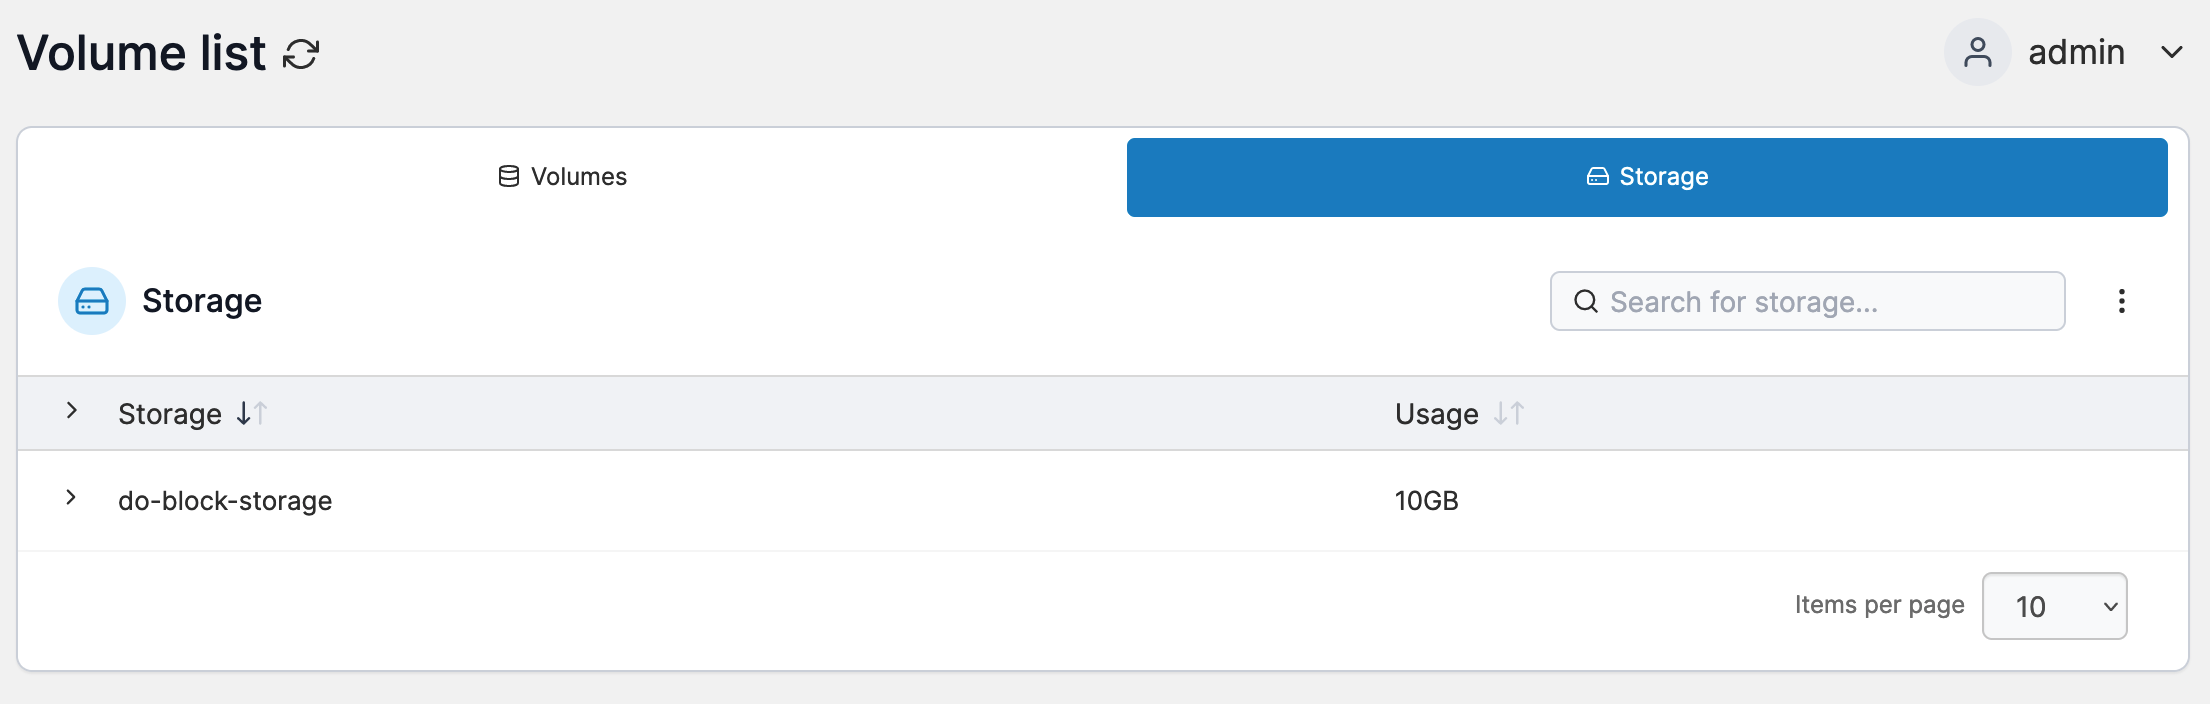 Volume list
admin
Volumes
Storage
Storage
Search for storage...
Storage
Usage
do-block-storage
10GB
Items per page
10